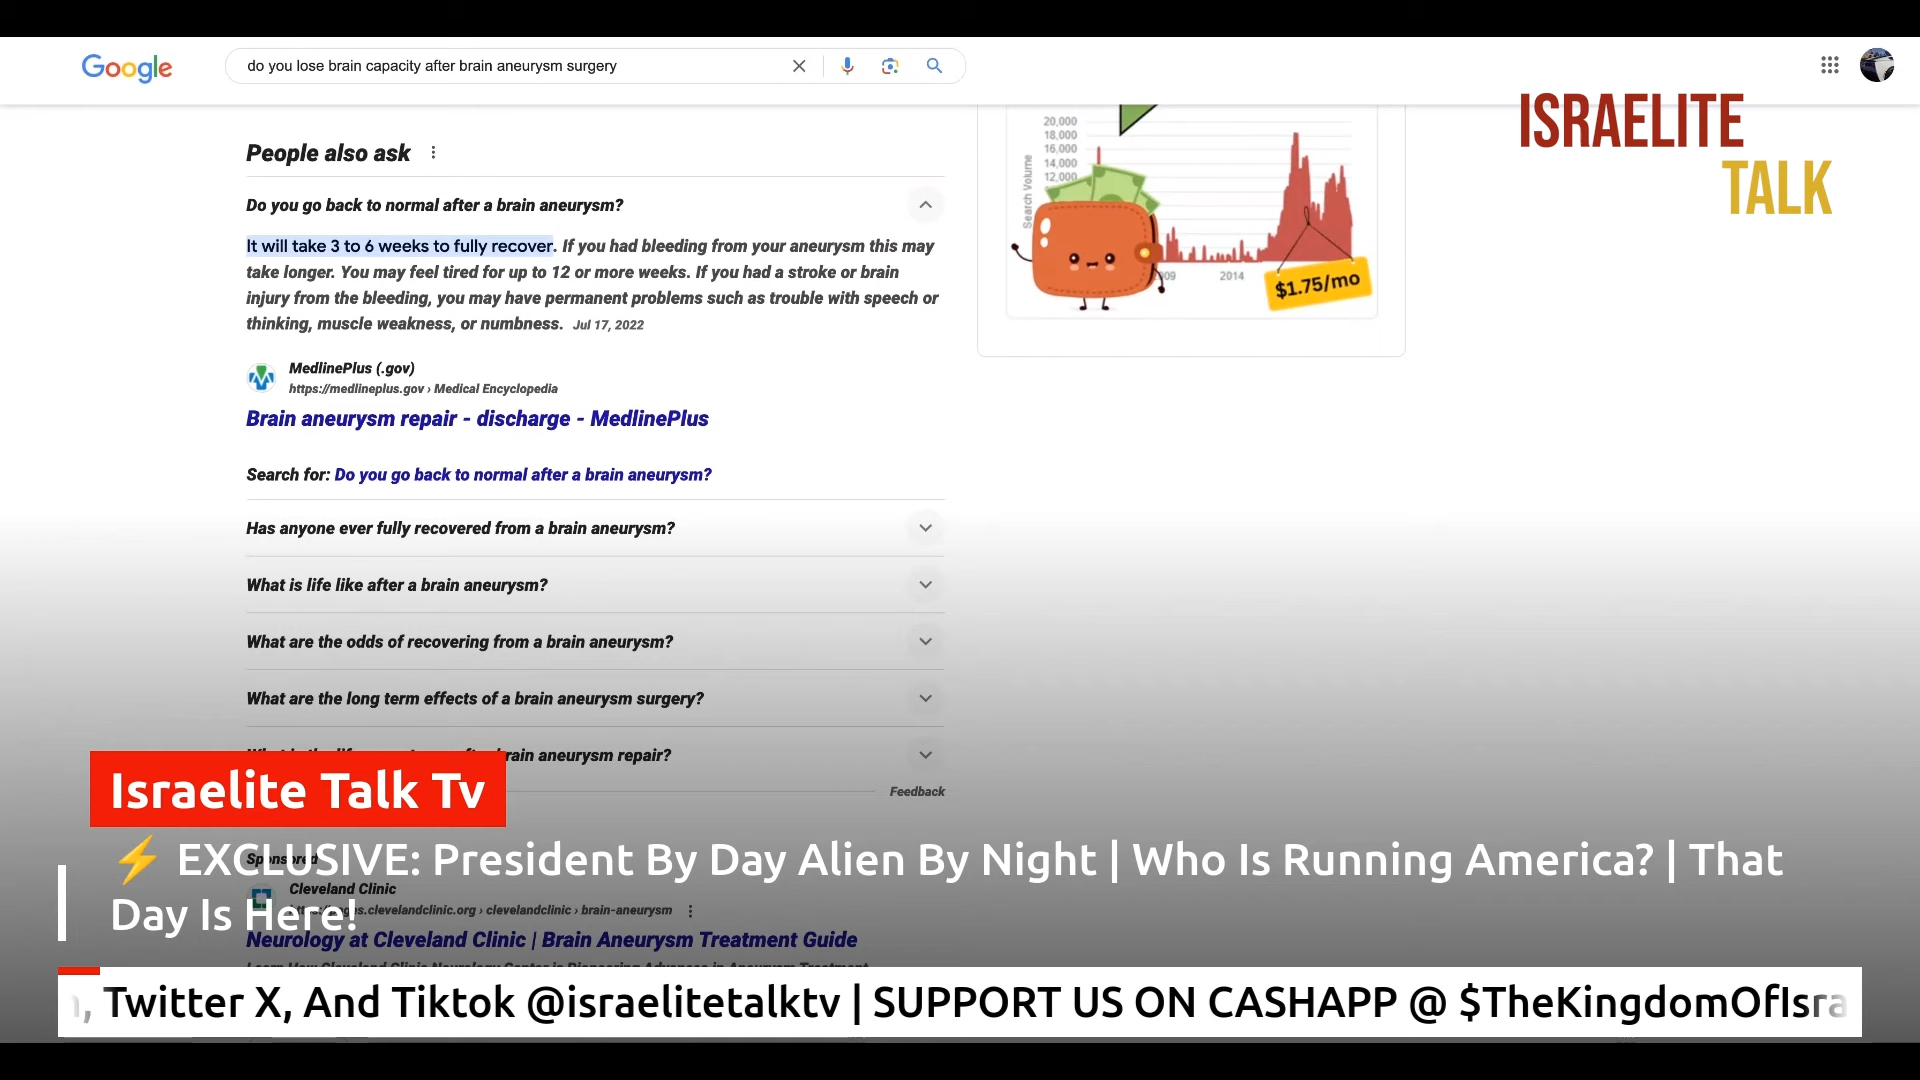 Google
do you lose brain capacity after brain aneurysm surgery
ISRAELITE
TALK
People also ask
Do you go back to normal after a brain aneurysm?
It will take 3 to 6 weeks to fully recover. If you had bleeding from your aneurysm this may
take longer. You may feel tired for up to 12 or more weeks. If you had a stroke or brain
injury from the bleeding, you may have permanent problems such as trouble with speech or
thinking, muscle weakness, or numbness. Jul 17, 2022
MedlinePlus (.gov)
https://medlineplus.gov › Medical Encyclopedia
Brain aneurysm repair - discharge - MedlinePlus
Search for: Do you go back to normal after a brain aneurysm?
Has anyone ever fully recovered from a brain aneurysm?
What is life like after a brain aneurysm?
What are the odds of recovering from a brain aneurysm?
What are the long term effects of a brain aneurysm surgery?
brain aneurysm repair?
Feedback
20,000
18,000
16,000
14,000
12,000
Search Volume
2014
$1.75/mo
Israelite Talk Tv
⚡ EXCLUSIVE: President By Day Alien By Night | Who Is Running America? | That
Day Is Here!
Sponsored
Cleveland Clinic
clevelandclinic.org › clevelandclinic › brain-aneurysm
Neurology at Cleveland Clinic | Brain Aneurysm Treatment Guide
, Twitter X, And Tiktok @israelitetalktv | SUPPORT US ON CASHAPP @ $TheKingdomOfIsra